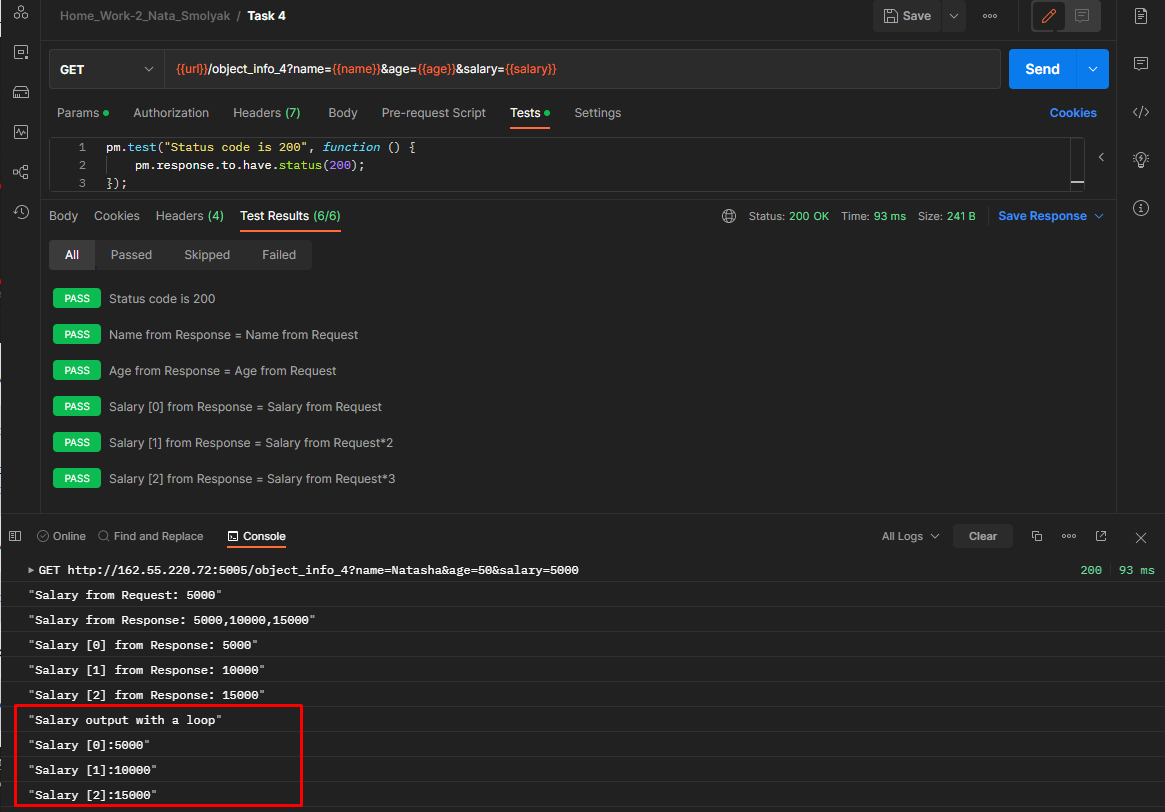 Home_Work-2_Nata_Smolyak / Task 4
Save
GET {{url}}/object_info_4?name={{name}}&age={{age}}&salary={{salary}} Send
Params Authorization Headers (7) Body Pre-request Script Tests Settings Cookies
1 pm.test("Status code is 200", function () {
2 pm.response.to.have.status(200);
3 });
Body Cookies Headers (4) Test Results (6/6) Status: 200 OK Time: 93 ms Size: 241 B Save Response
All Passed Skipped Failed
PASS Status code is 200
PASS Name from Response = Name from Request
PASS Age from Response = Age from Request
PASS Salary [0] from Response = Salary from Request
PASS Salary [1] from Response = Salary from Request*2
PASS Salary [2] from Response = Salary from Request*3
Online Find and Replace Console All Logs Clear
GET http://162.55.220.72:5005/object_info_4?name=Natasha&age=50&salary=5000 200 93 ms
"Salary from Request: 5000"
"Salary from Response: 5000,10000,15000"
"Salary [0] from Response: 5000"
"Salary [1] from Response: 10000"
"Salary [2] from Response: 15000"
"Salary output with a loop"
"Salary [0]:5000"
"Salary [1]:10000"
"Salary [2]:15000"